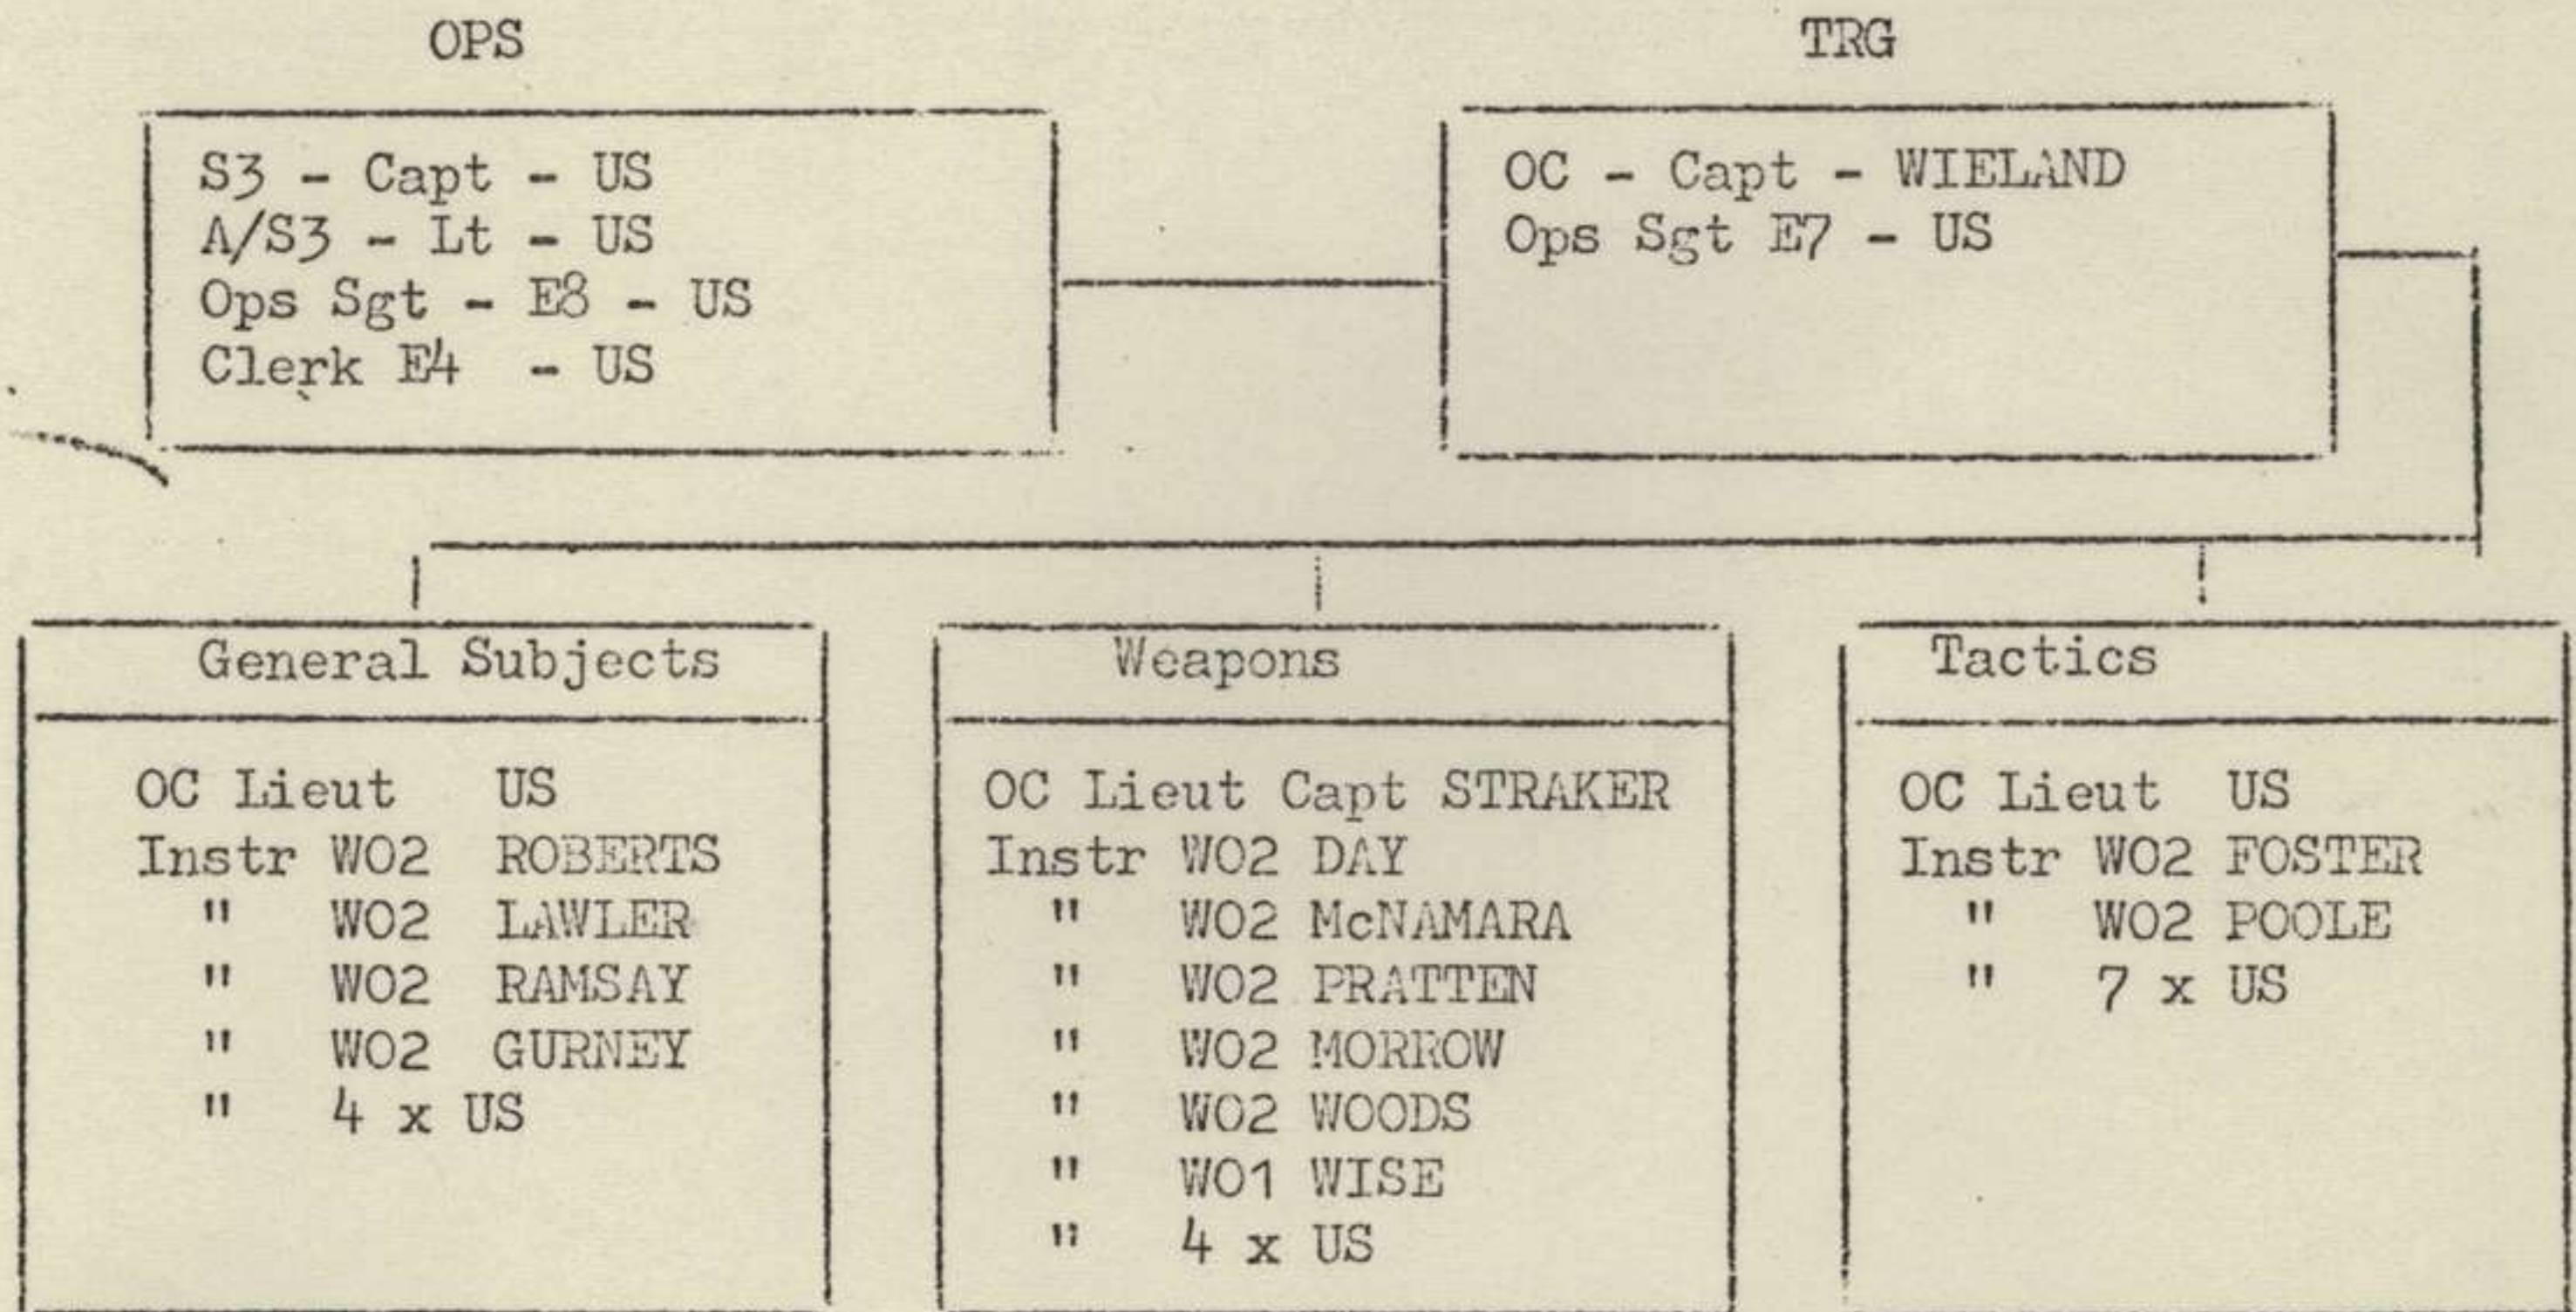 OPS
S3 - Capt - US
A/S3 - Lt - US
Ops Sgt - E8 - US
Clerk E4 - US
TRG
OC - Capt - WIELAND
Ops Sgt E7 - US
General Subjects
OC Lieut US
Instr WO2 ROBERTS
" WO2 LAWLER
" WO2 RAMSAY
" WO2 GURNEY
" 4 x US
Weapons
OC Lieut Capt STRAKER
Instr WO2 DAY
" WO2 McNAMARA
" WO2 PRATTEN
" WO2 MORROW
" WO2 WOODS
" WO1 WISE
" 4 x US
Tactics
OC Lieut US
Instr WO2 FOSTER
" WO2 POOLE
" 7 x US